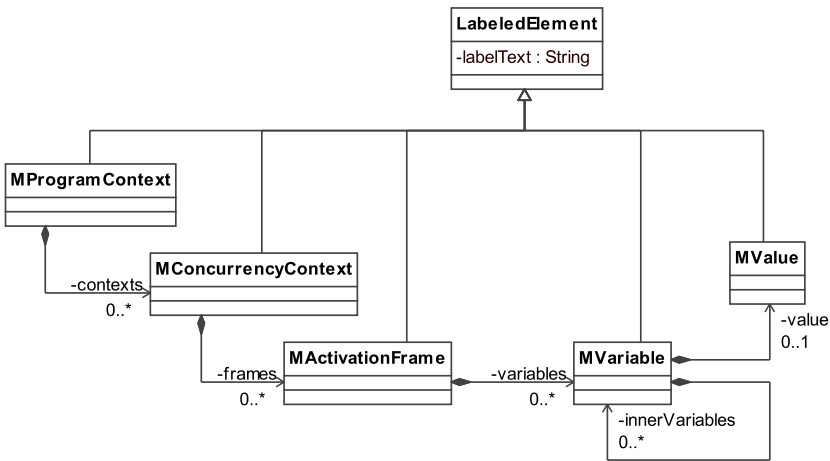 LabeledElement
-labelText : String
MProgramContext
MConcurrencyContext
MValue
-contexts
0..*
-value
0..1
MActivationFrame
MVariable
-frames
0..*
-variables
0..*
-innerVariables
0..*